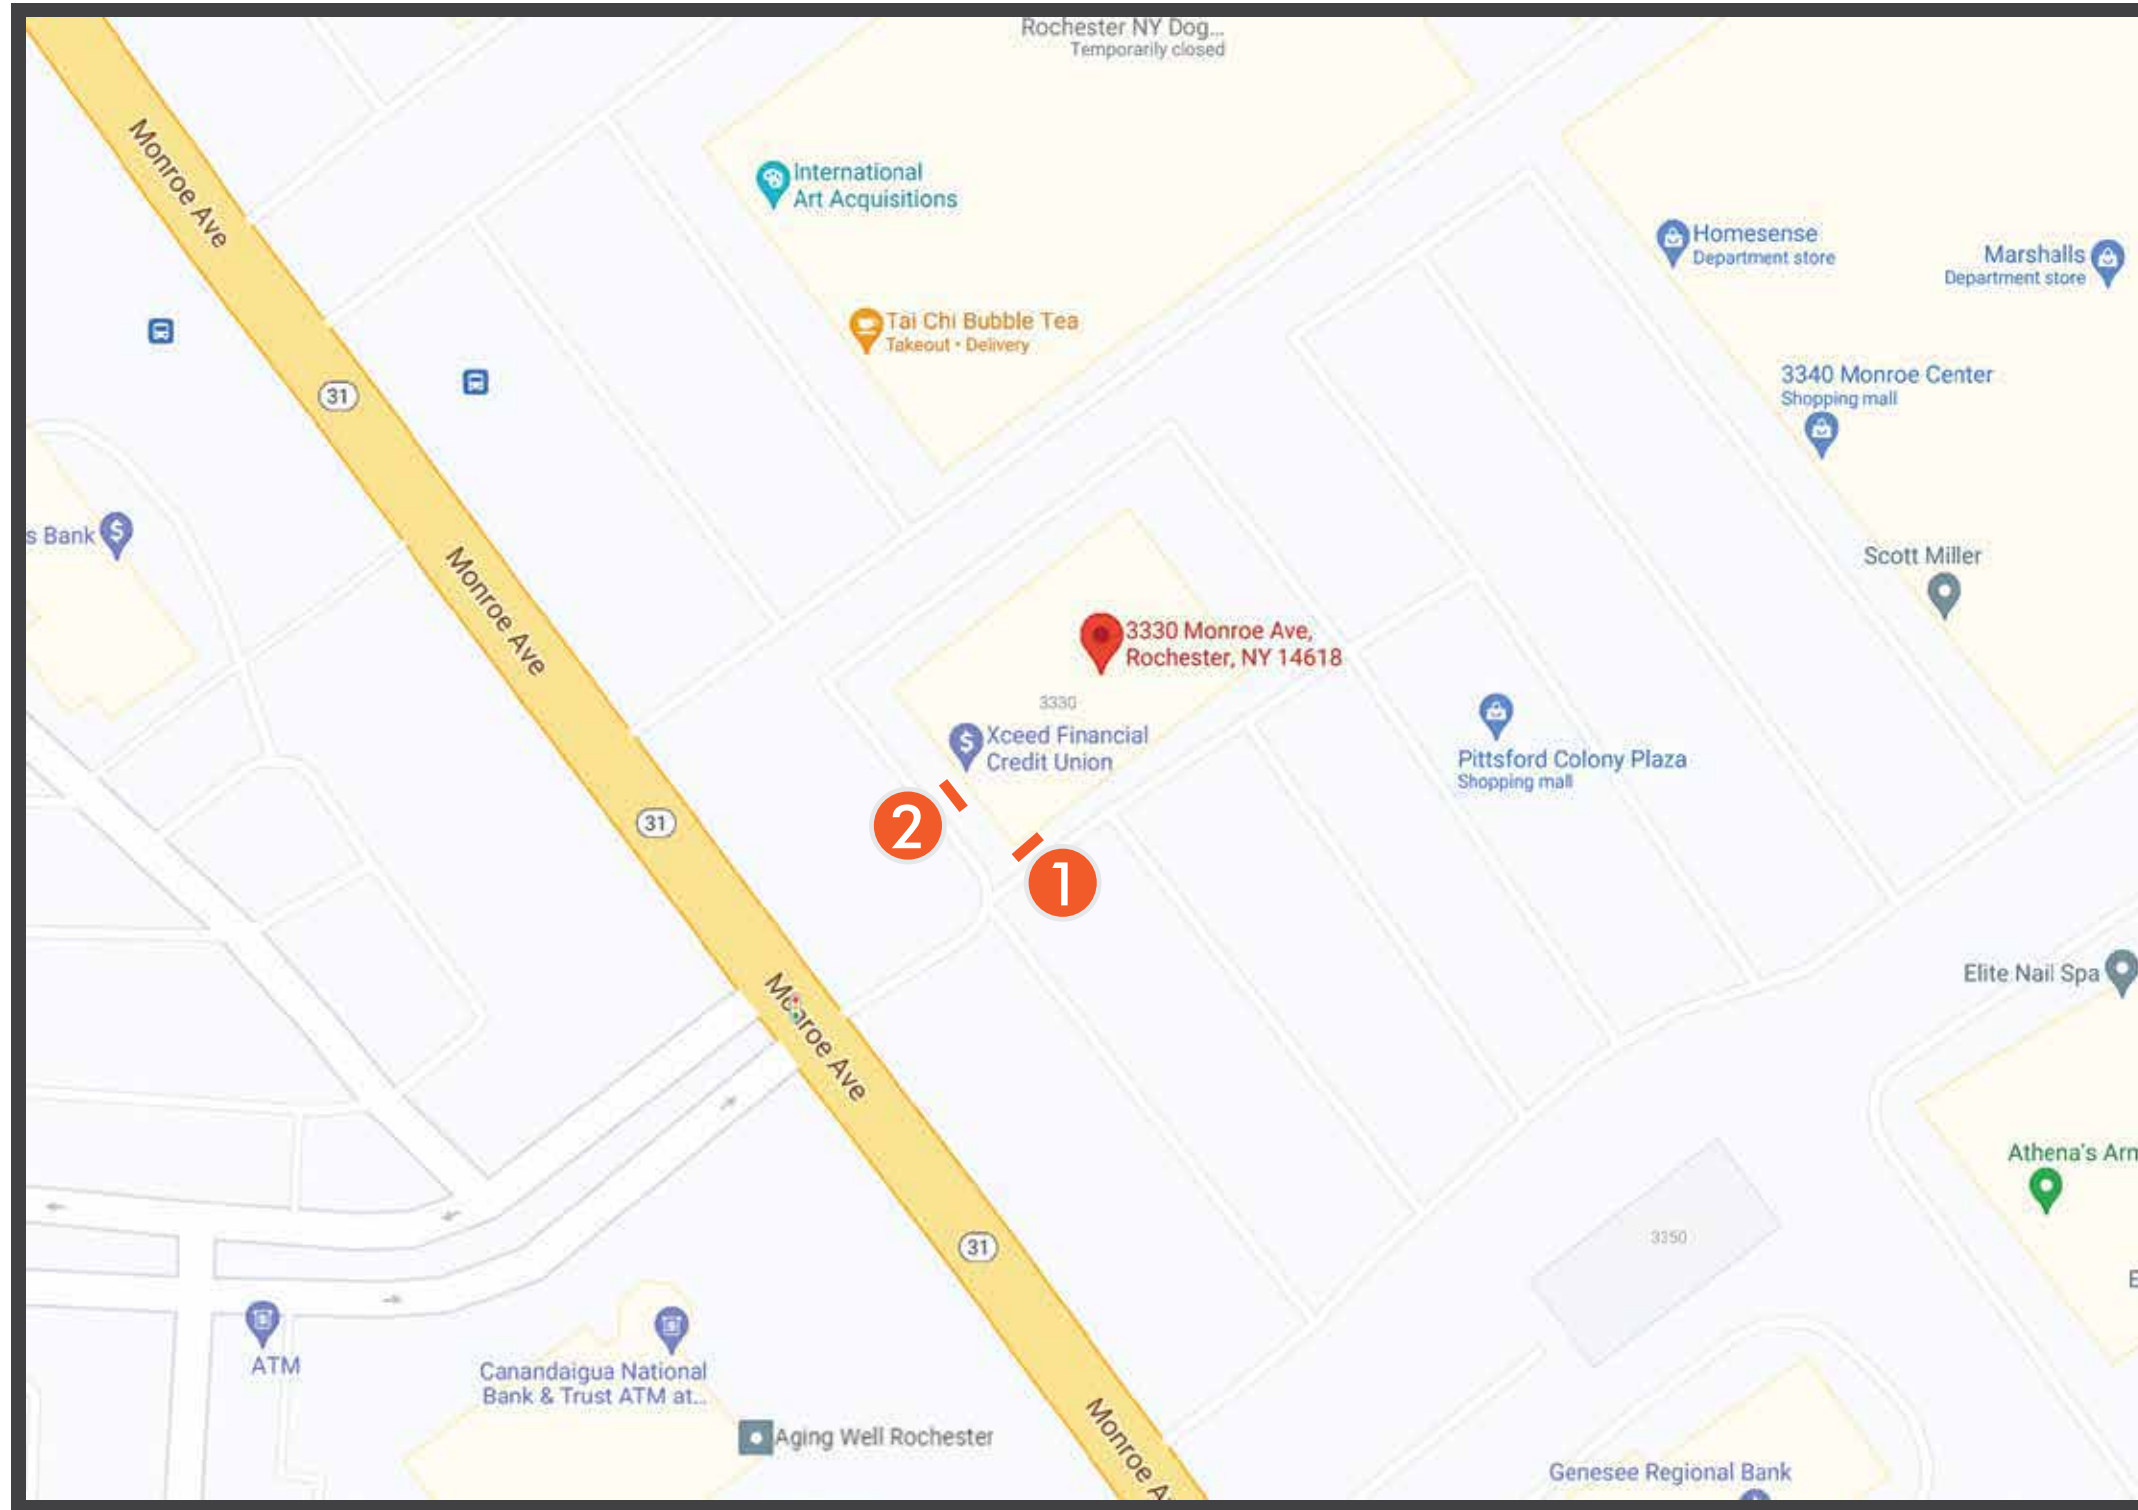 Rochester NY Dog...
Temporarily closed
Monroe Ave
International
Art Acquisitions
Homesense
Department store
Marshalls
Department store
Tai Chi Bubble Tea
Takeout • Delivery
31
3340 Monroe Center
Shopping mall
s Bank
Monroe Ave
Scott Miller
3330 Monroe Ave,
Rochester, NY 14618
3330
Xceed Financial
Credit Union
Pittsford Colony Plaza
Shopping mall
31
2
1
Monroe Ave
Elite Nail Spa
Athena's Arm
31
3350
E
ATM
Canandaigua National
Bank & Trust ATM at...
Aging Well Rochester
Monroe A
Genesee Regional Bank